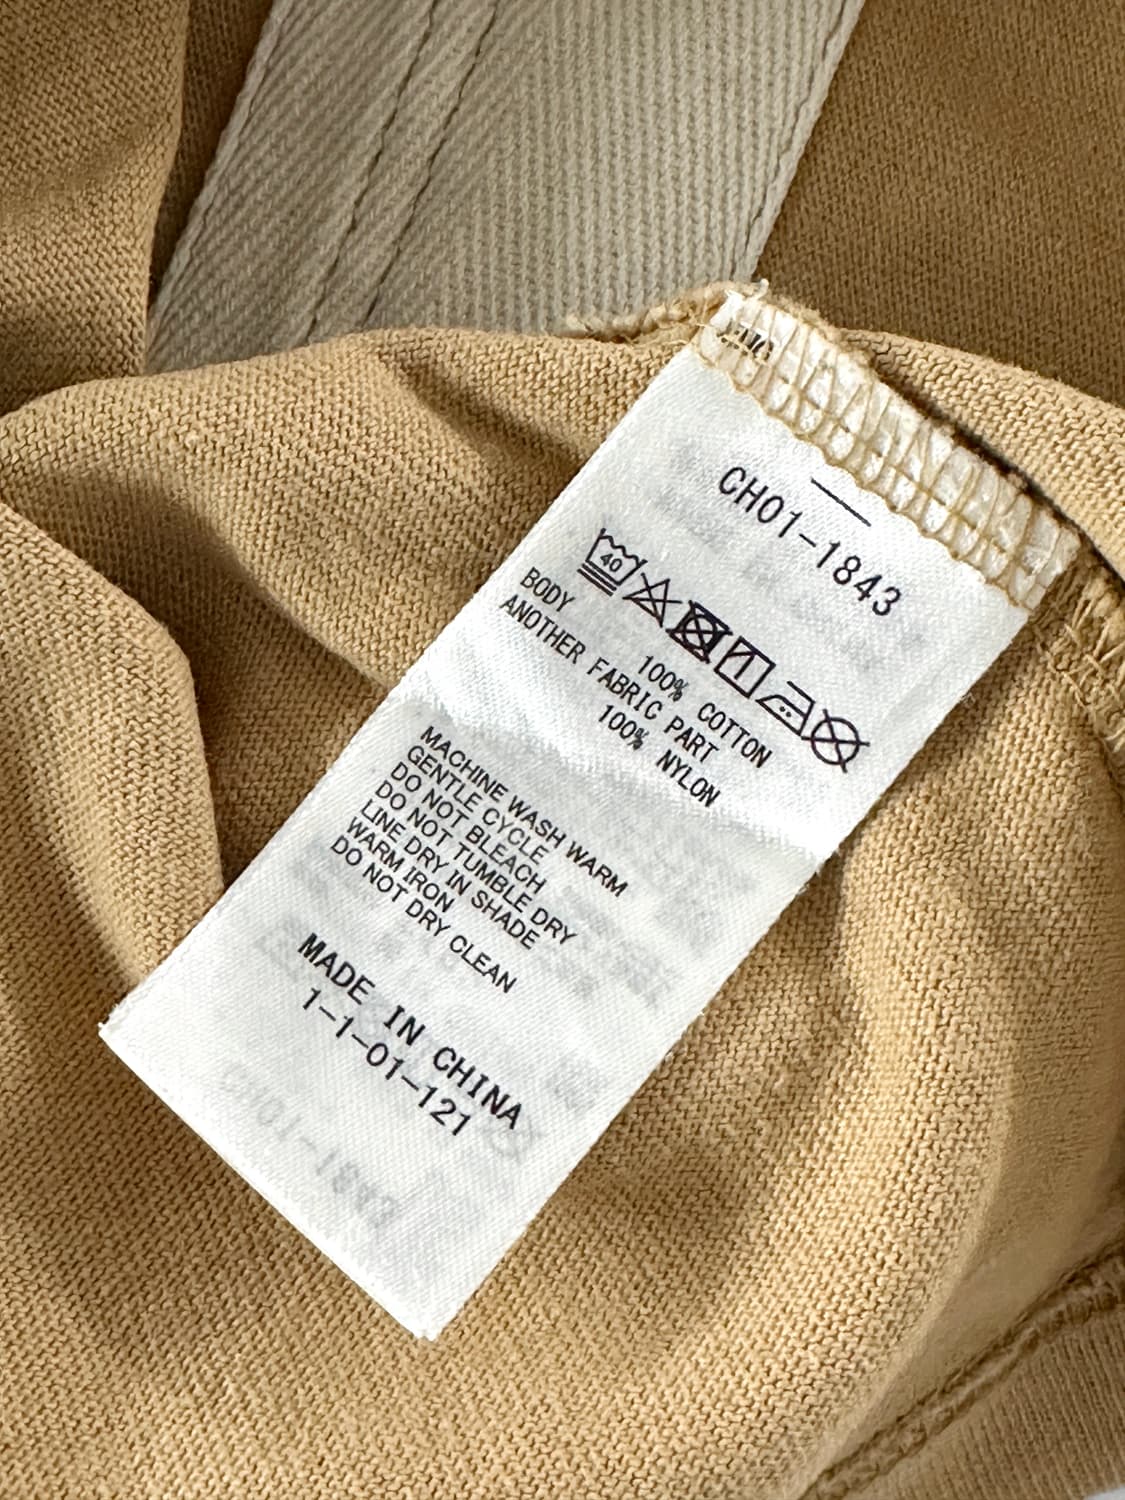 CH01-1843
40
BODY
100% COTTON
ANOTHER FABRIC PART
100% NYLON
MACHINE WASH WARM
GENTLE CYCLE
DO NOT BLEACH
DO NOT TUMBLE DRY
LINE DRY IN SHADE
WARM IRON
DO NOT DRY CLEAN
MADE IN CHINA
1-1-01-121